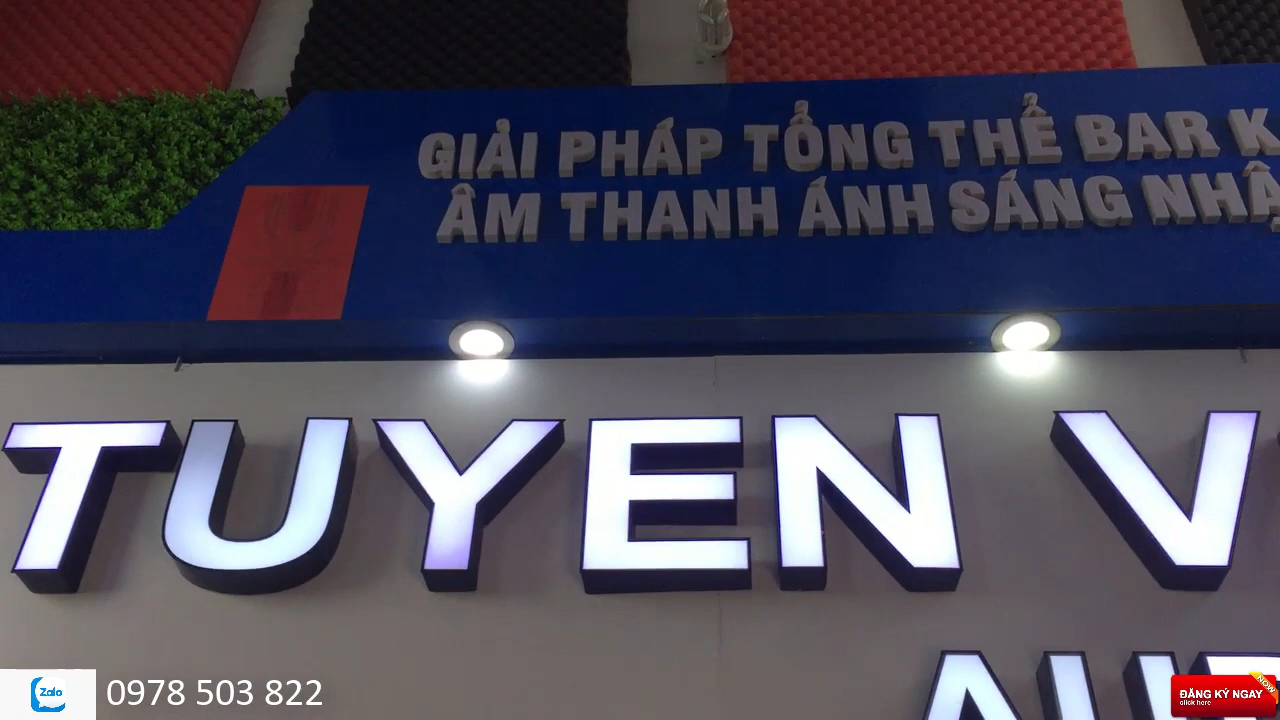 GIẢI PHÁP TỔNG THỂ BAR K
ÂM THANH ÁNH SÁNG NHẬ
TUYEN V
Zalo
0978 503 822
NOW
ĐĂNG KÝ NGAY
click here